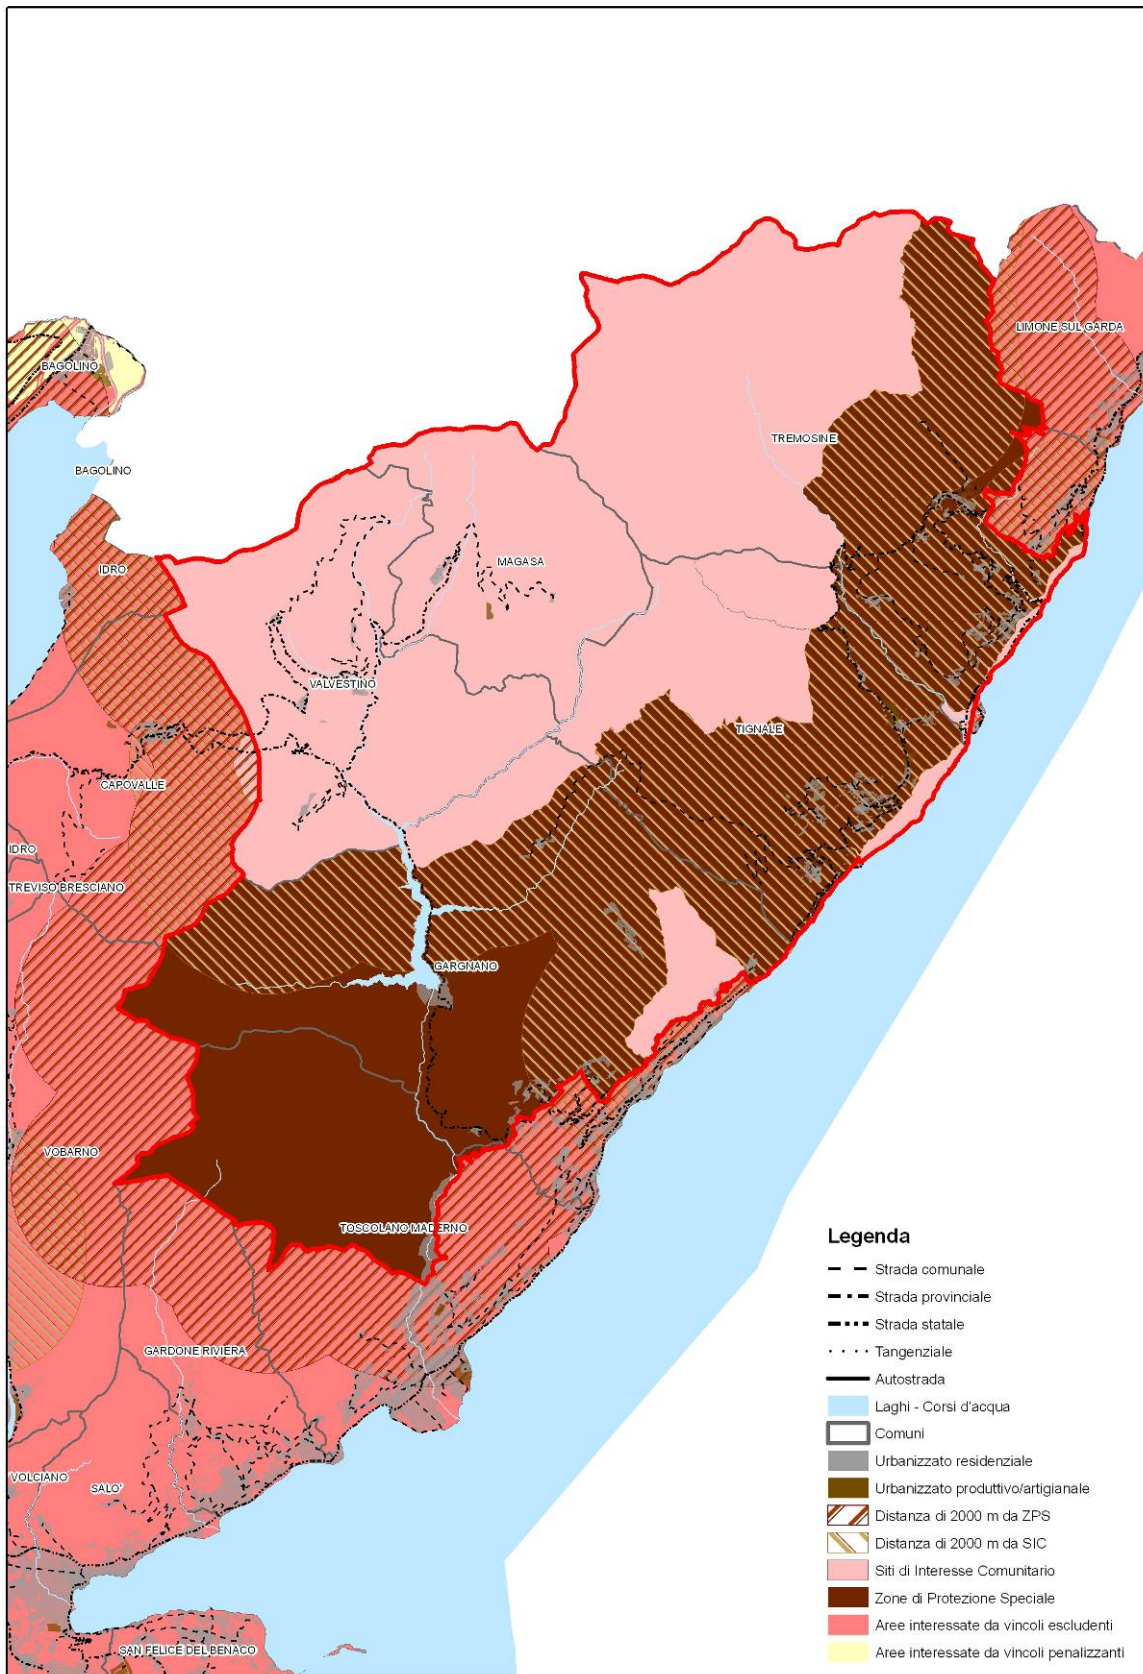 LIMONE SUL GARDA
BAGOLINO
TREMOSINE
BAGOLINO
MAGASA
IDRO
VALVESTINO
TIGNALE
CAPOVALLE
IDRO
TREVISO BRESCIANO
GARGNANO
VOBARNO
TOSCOLANO MADERNO
GARDONE RIVIERA
VOLCIANO
SALO'
SAN FELICE DEL BENACO
Legenda
Strada comunale
Strada provinciale
Strada statale
Tangenziale
Autostrada
Laghi - Corsi d'acqua
Comuni
Urbanizzato residenziale
Urbanizzato produttivo/artigianale
Distanza di 2000 m da ZPS
Distanza di 2000 m da SIC
Siti di Interesse Comunitario
Zone di Protezione Speciale
Aree interessate da vincoli escludenti
Aree interessate da vincoli penalizzanti